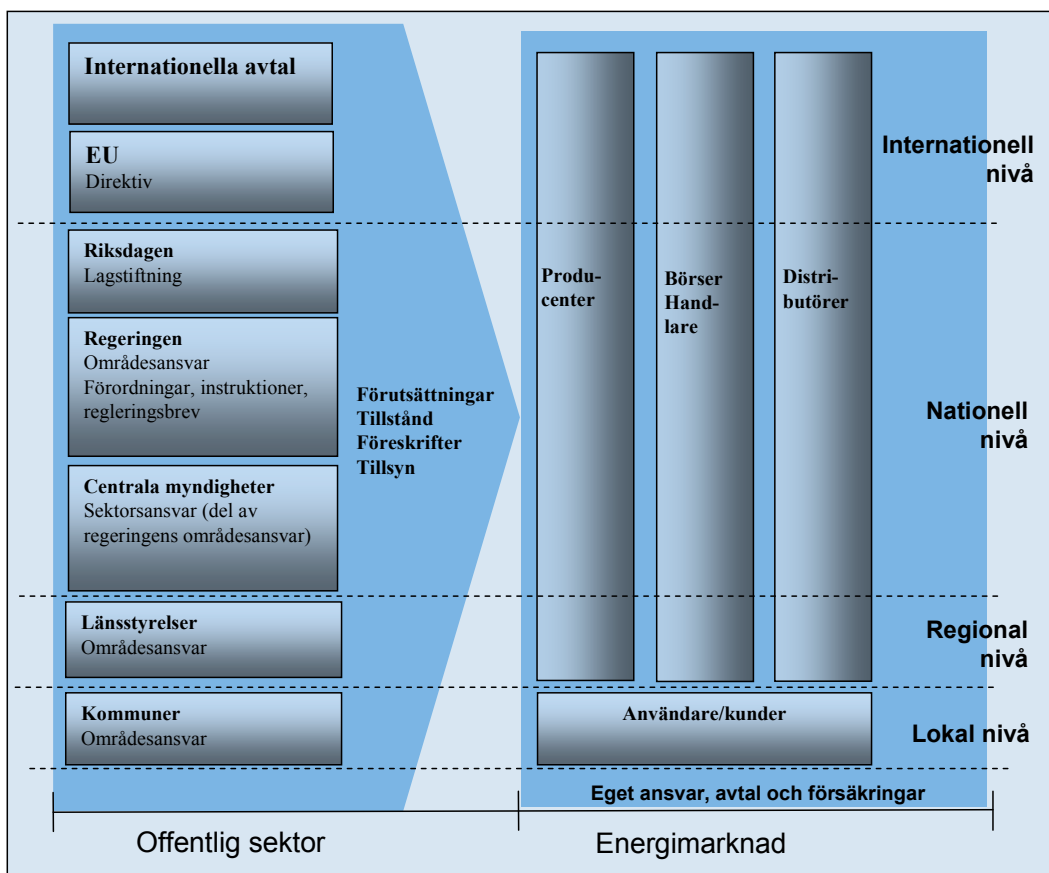 Internationella avtal
EU
Direktiv
Riksdagen
Lagstiftning
Regeringen
Områdesansvar
Förordningar, instruktioner,
regleringsbrev
Centrala myndigheter
Sektorsansvar (del av
regeringens områdesansvar)
Länsstyrelser
Områdesansvar
Kommuner
Områdesansvar
Förutsättningar
Tillstånd
Föreskrifter
Tillsyn
Produ-
center
Börser
Hand-
lare
Distri-
butörer
Användare/kunder
Internationell
nivå
Nationell
nivå
Regional
nivå
Lokal nivå
Eget ansvar, avtal och försäkringar
Offentlig sektor
Energimarknad